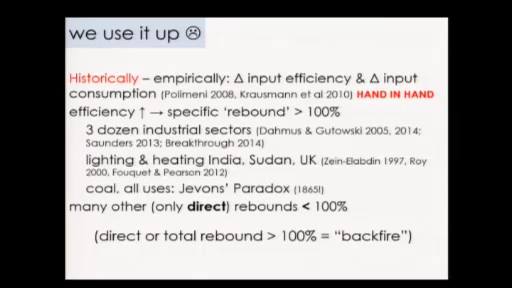 we use it up ☹
Historically – empirically: Δ input efficiency & Δ input
consumption (Polimeni 2008, Krausmann et al 2010) HAND IN HAND
efficiency ↑ → specific ‘rebound’ > 100%
3 dozen industrial sectors (Dahmus & Gutowski 2005, 2014;
Saunders 2013; Breakthrough 2014)
lighting & heating India, Sudan, UK (Zein-Elabdin 1997, Roy
2000, Fouquet & Pearson 2012)
coal, all uses: Jevons’ Paradox (1865!)
many other (only direct) rebounds < 100%
(direct or total rebound > 100% = “backfire”)